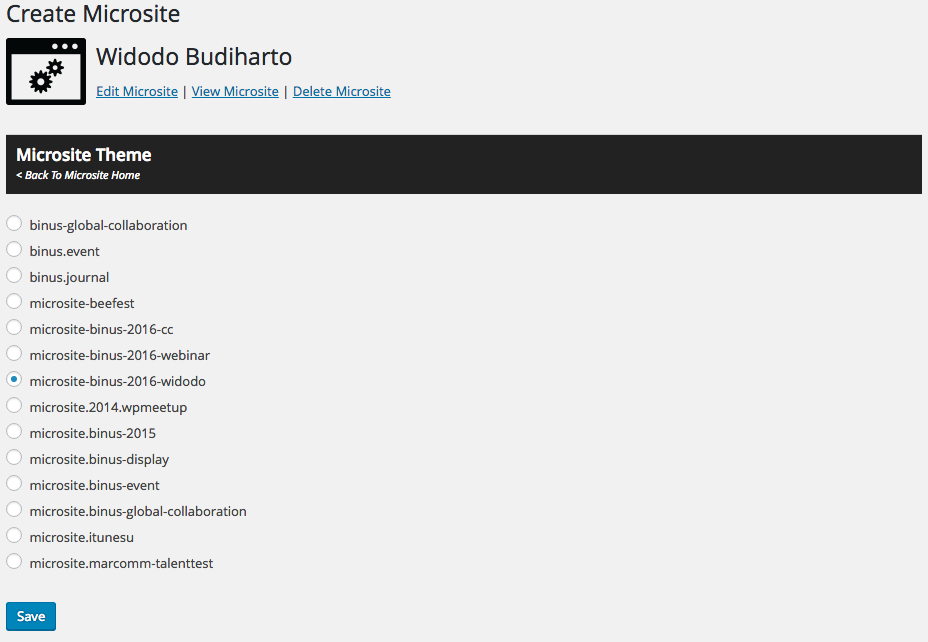 Create Microsite
Widodo Budiharto
Edit Microsite | View Microsite | Delete Microsite
Microsite Theme
< Back To Microsite Home
binus-global-collaboration
binus.event
binus.journal
microsite-beefest
microsite-binus-2016-cc
microsite-binus-2016-webinar
microsite-binus-2016-widodo
microsite.2014.wpmeetup
microsite.binus-2015
microsite.binus-display
microsite.binus-event
microsite.binus-global-collaboration
microsite.itunesu
microsite.marcomm-talenttest
Save